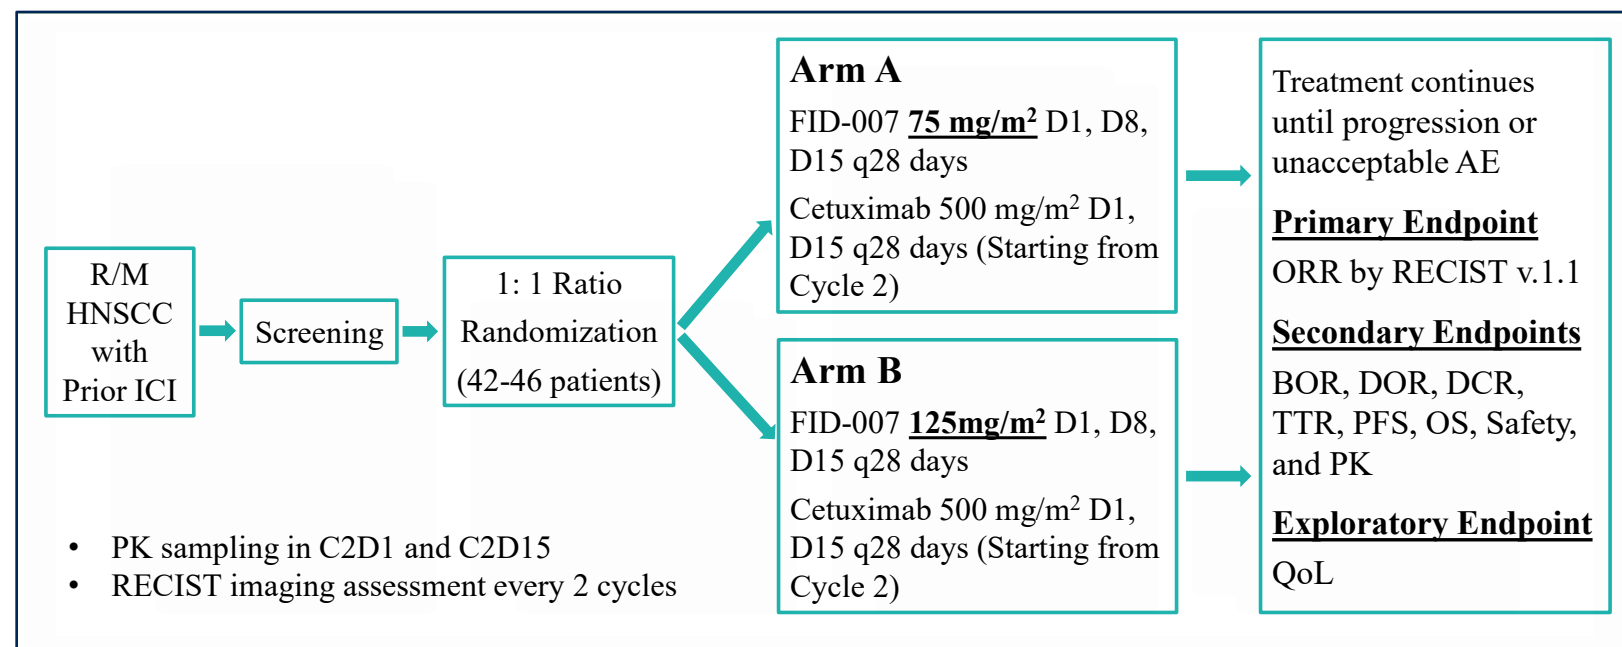 R/M
HNSCC
with
Prior ICI
Screening
1: 1 Ratio
Randomization
(42-46 patients)
Arm A
FID-007 75 mg/m² D1, D8,
D15 q28 days
Cetuximab 500 mg/m² D1,
D15 q28 days (Starting from
Cycle 2)
Arm B
FID-007 125mg/m² D1, D8,
D15 q28 days
Cetuximab 500 mg/m² D1,
D15 q28 days (Starting from
Cycle 2)
Treatment continues
until progression or
unacceptable AE
Primary Endpoint
ORR by RECIST v.1.1
Secondary Endpoints
BOR, DOR, DCR,
TTR, PFS, OS, Safety,
and PK
Exploratory Endpoint
QoL
• PK sampling in C2D1 and C2D15
• RECIST imaging assessment every 2 cycles